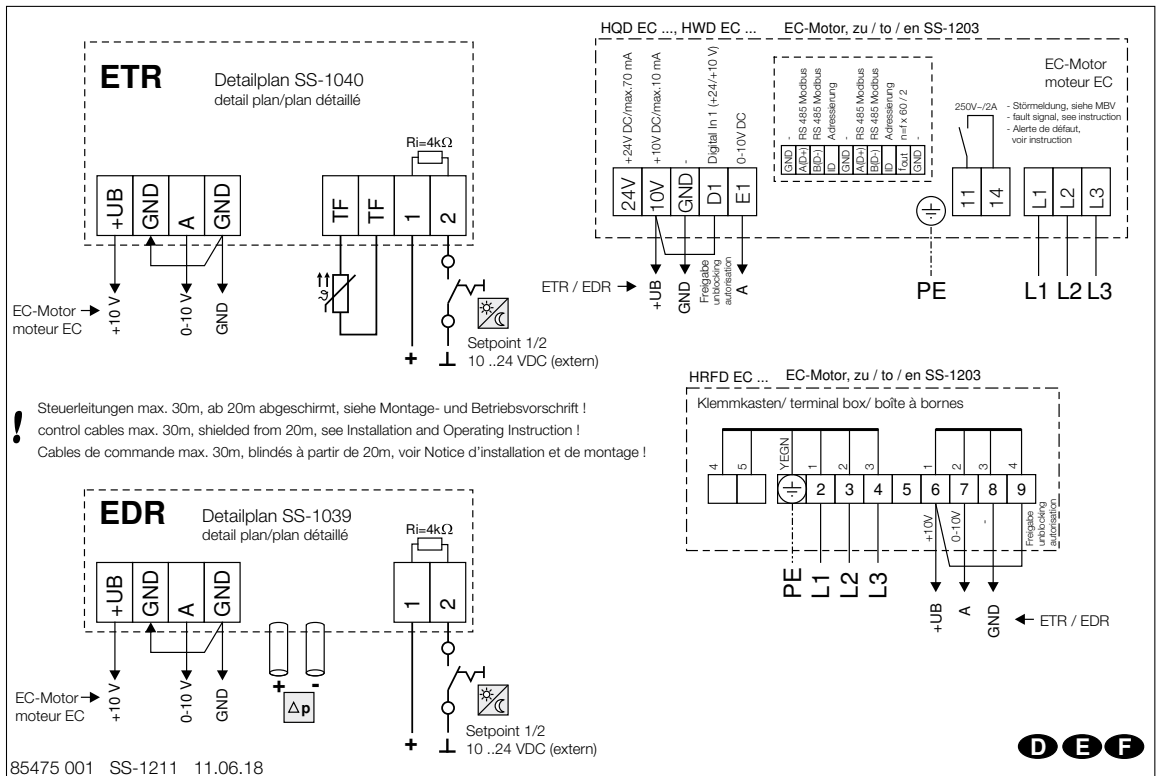 ETR
Detailplan SS-1040
detail plan/plan détaillé
Ri=4kΩ
+UB
GND
A
GND
TF
TF
1
2
EC-Motor
moteur EC
+10 V
0-10 V
GND
ϑ
+
⊥
Setpoint 1/2
10 ..24 VDC (extern)
! Steuerleitungen max. 30m, ab 20m abgeschirmt, siehe Montage- und Betriebsvorschrift !
control cables max. 30m, shielded from 20m, see Installation and Operating Instruction !
Cables de commande max. 30m, blindés à partir de 20m, voir Notice d'installation et de montage !
EDR
Detailplan SS-1039
detail plan/plan détaillé
Ri=4kΩ
+UB
GND
A
GND
1
2
EC-Motor
moteur EC
+10 V
0-10 V
GND
+
-
Δp
+
⊥
Setpoint 1/2
10 ..24 VDC (extern)
85475 001 SS-1211 11.06.18
HQD EC ..., HWD EC ... EC-Motor, zu / to / en SS-1203
+24V DC/max.70 mA
+10V DC/max.10 mA
-
Digital In 1 (+24/+10 V)
0-10V DC
24V
10V
GND
D1
E1
-
RS 485 Modbus
RS 485 Modbus
Adressierung
-
RS 485 Modbus
RS 485 Modbus
Adressierung
n=f x 60 / 2
-
GND
A(D+)
B(D-)
ID
GND
A(D+)
B(D-)
ID
fout
GND
EC-Motor
moteur EC
250V~/2A
- Störmeldung, siehe MBV
- fault signal, see instruction
- Alerte de défaut,
voir instruction
11
14
L1
L2
L3
ETR / EDR
+UB
GND
Freigabe
unblocking
autorisation
A
PE
L1 L2 L3
HRFD EC ... EC-Motor, zu / to / en SS-1203
Klemmkasten/ terminal box/ boîte à bornes
4
5
YEGN
1
2
3
1
2
3
4
2
3
4
5
6
7
8
9
+10V
0-10V
-
Freigabe
unblocking
autorisation
PE
L1
L2
L3
+UB
A
GND
ETR / EDR
D E F